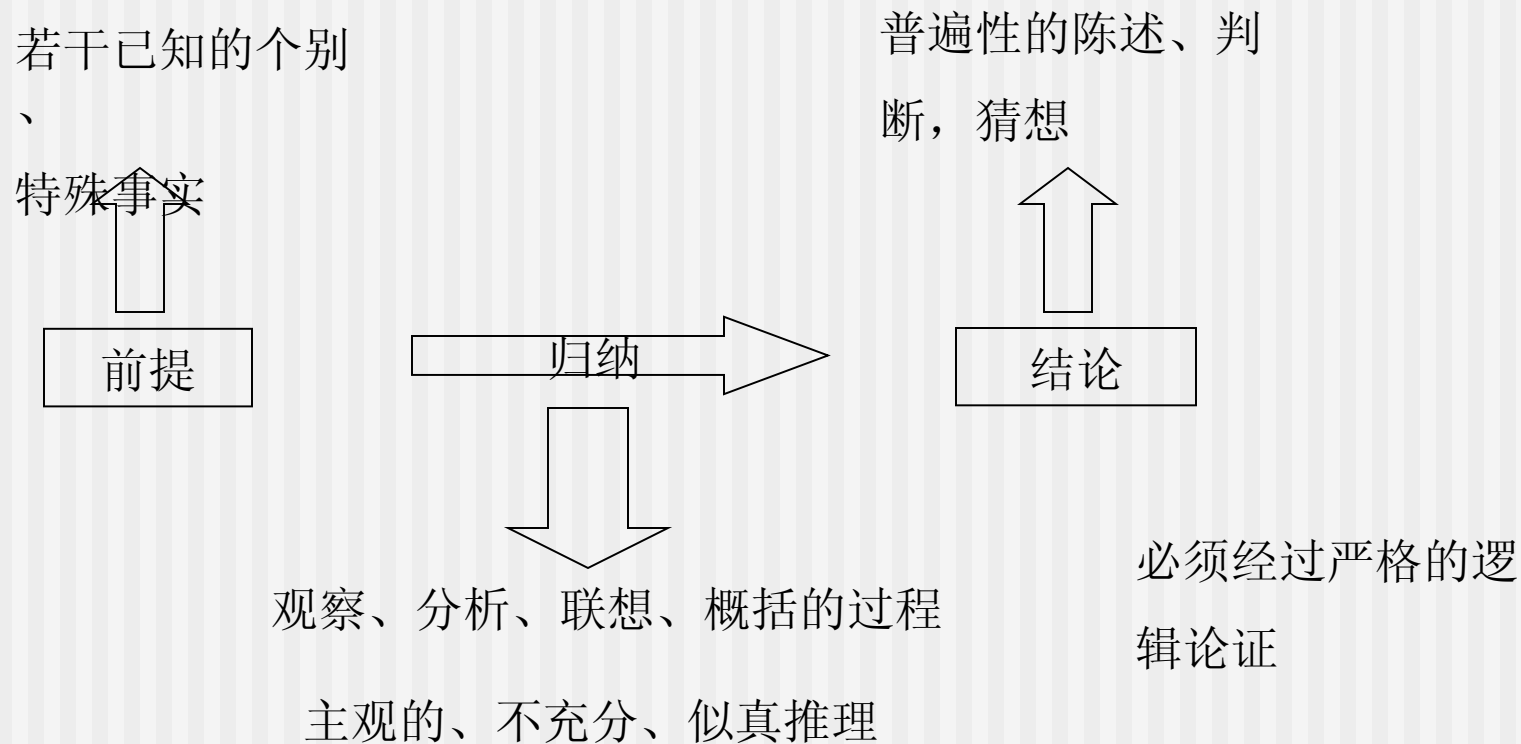 若干已知的个别
、
特殊事实
普遍性的陈述、判
断，猜想
前提
归纳
结论
观察、分析、联想、概括的过程
主观的、不充分、似真推理
必须经过严格的逻
辑论证